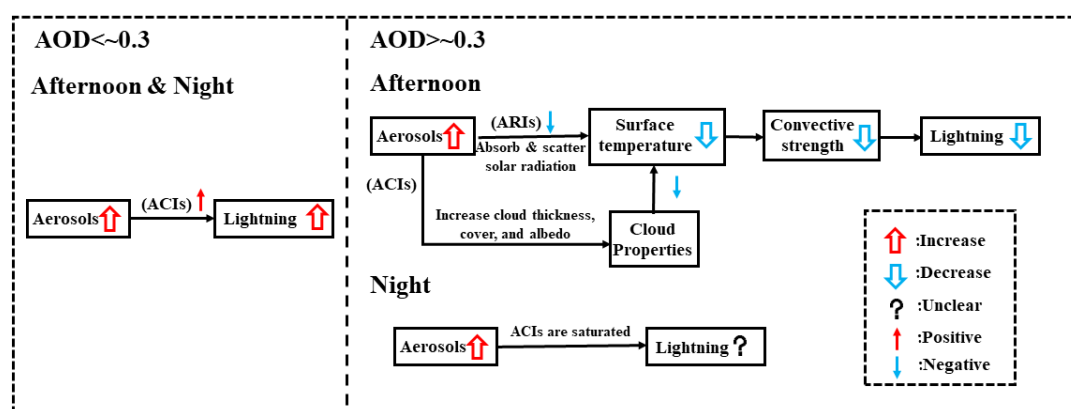 AOD<~0.3
Afternoon & Night
Aerosols
(ACIs)
Lightning
AOD>~0.3
Afternoon
Aerosols
(ARIs)
Absorb & scatter
solar radiation
Surface
temperature
Convective
strength
Lightning
(ACIs)
Increase cloud thickness,
cover, and albedo
Cloud
Properties
Night
Aerosols
ACIs are saturated
Lightning ?
:Increase
:Decrease
? :Unclear
:Positive
:Negative